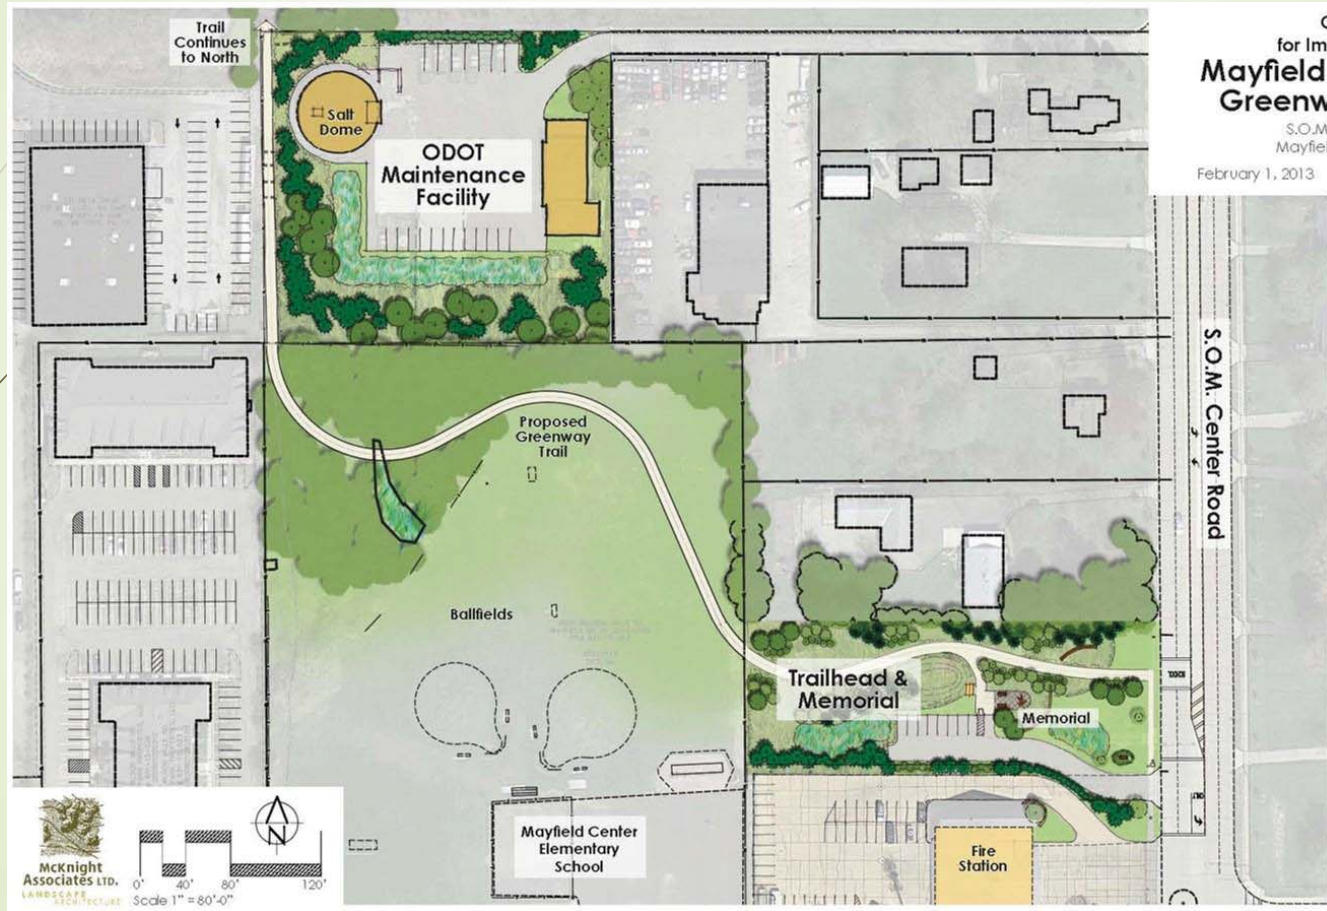 Trail
Continues
to North
for Im
Mayfield
Greenw
S.O.M
Mayfiel
February 1, 2013
Salt
Dome
ODOT
Maintenance
Facility
S.O.M. Center Road
Proposed
Greenway
Trail
Ballfields
Trailhead &
Memorial
Memorial
Mayfield Center
Elementary
School
Fire
Station
N
McKnight
Associates LTD.
LANDSCAPE
ARCHITECTURE
0' 40' 80' 120'
Scale 1" = 80'-0"